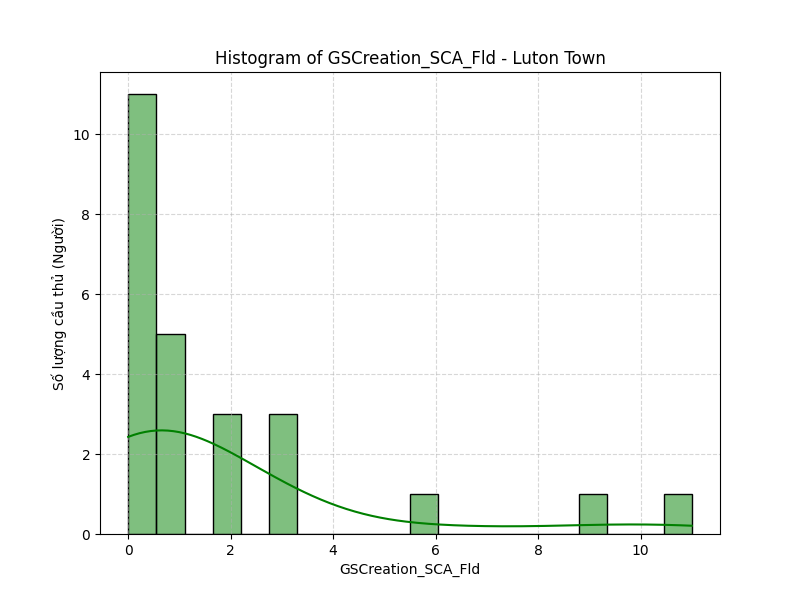 Histogram of GSCreation_SCA_Fld - Luton Town
Số lượng cầu thủ (Người)
10
8
6
4
2
0
0 2 4 6 8 10
GSCreation_SCA_Fld